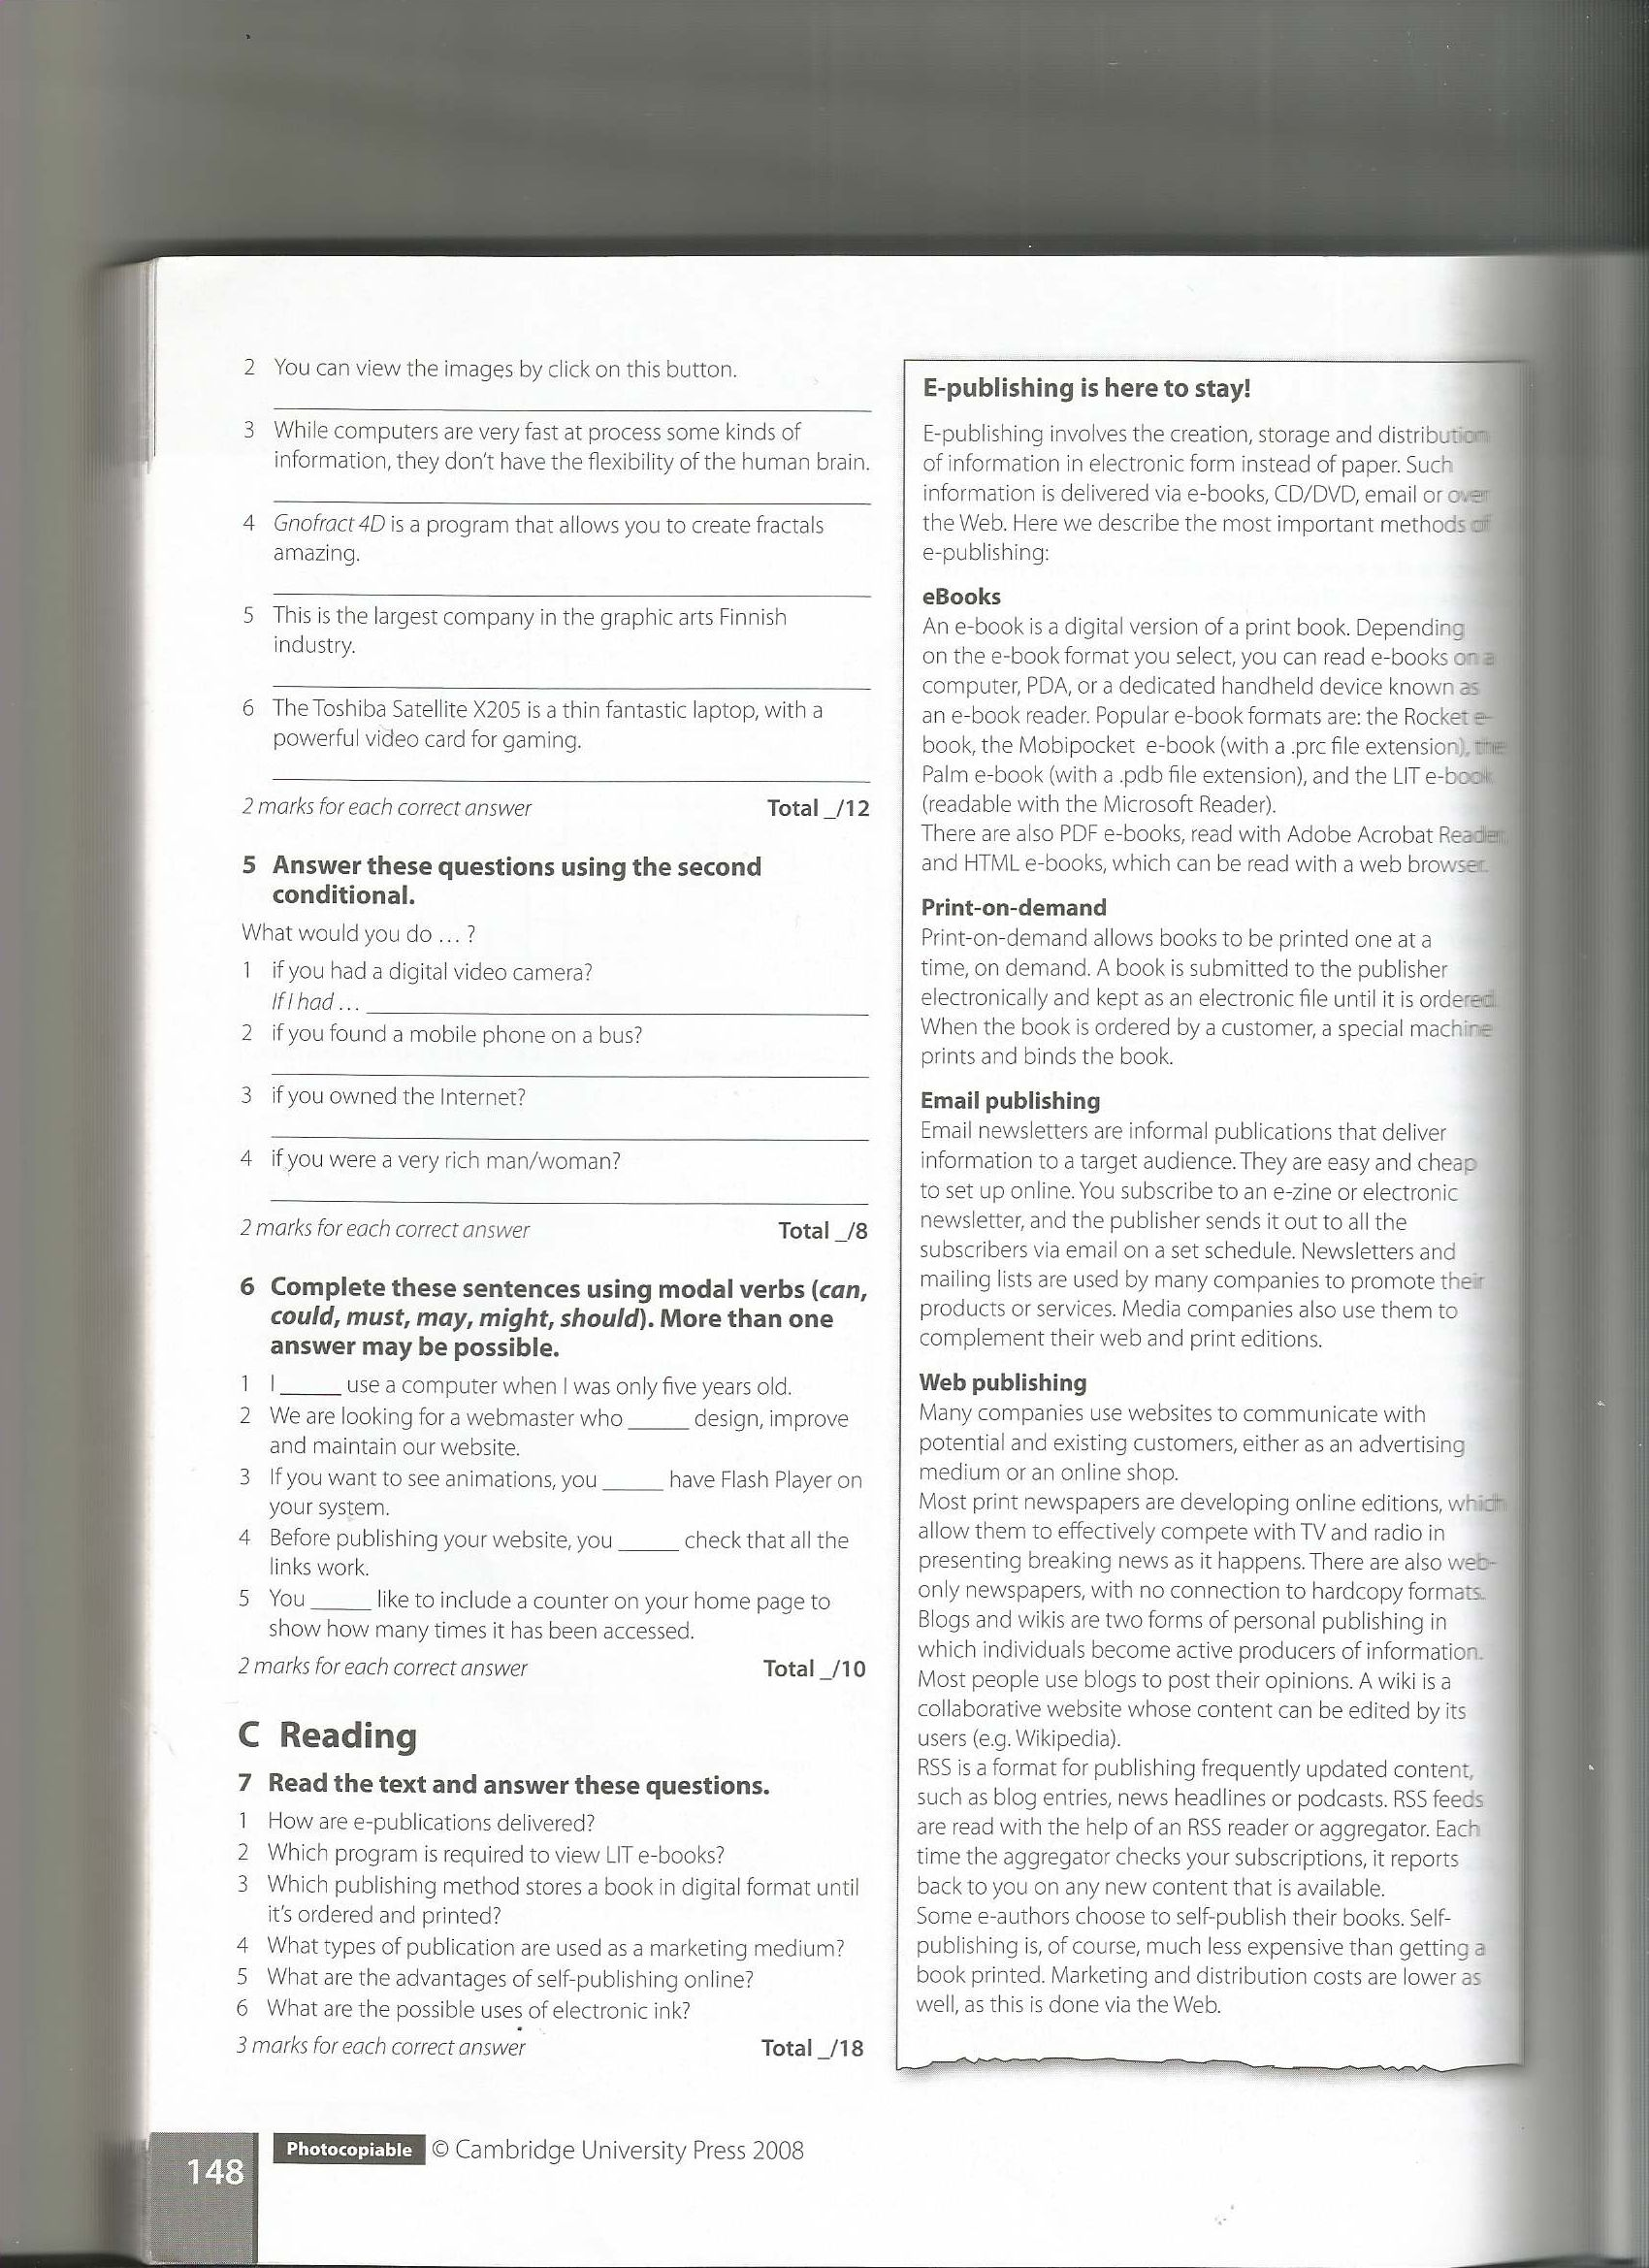 2 You can view the images by click on this button.
3 While computers are very fast at process some kinds of
information, they don't have the flexibility of the human brain.
4 Gnofract 4D is a program that allows you to create fractals
amazing.
5 This is the largest company in the graphic arts Finnish
industry.
6 The Toshiba Satellite X205 is a thin fantastic laptop, with a
powerful video card for gaming.
2 marks for each correct answer Total _/12
5 Answer these questions using the second
conditional.
What would you do ... ?
1 if you had a digital video camera?
If I had ...
2 if you found a mobile phone on a bus?
3 if you owned the Internet?
4 if you were a very rich man/woman?
2 marks for each correct answer Total _/8
6 Complete these sentences using modal verbs (can,
could, must, may, might, should). More than one
answer may be possible.
1 I _____ use a computer when I was only five years old.
2 We are looking for a webmaster who _____ design, improve
and maintain our website.
3 If you want to see animations, you _____ have Flash Player on
your system.
4 Before publishing your website, you _____ check that all the
links work.
5 You _____ like to include a counter on your home page to
show how many times it has been accessed.
2 marks for each correct answer Total _/10
C Reading
7 Read the text and answer these questions.
1 How are e-publications delivered?
2 Which program is required to view LIT e-books?
3 Which publishing method stores a book in digital format until
it's ordered and printed?
4 What types of publication are used as a marketing medium?
5 What are the advantages of self-publishing online?
6 What are the possible uses of electronic ink?
3 marks for each correct answer Total _/18
E-publishing is here to stay!
E-publishing involves the creation, storage and distribution
of information in electronic form instead of paper. Such
information is delivered via e-books, CD/DVD, email or over
the Web. Here we describe the most important methods of
e-publishing:
eBooks
An e-book is a digital version of a print book. Depending
on the e-book format you select, you can read e-books on a
computer, PDA, or a dedicated handheld device known as
an e-book reader. Popular e-book formats are: the Rocket e-
book, the Mobipocket e-book (with a .prc file extension), the
Palm e-book (with a .pdb file extension), and the LIT e-book
(readable with the Microsoft Reader).
There are also PDF e-books, read with Adobe Acrobat Reader
and HTML e-books, which can be read with a web browser.
Print-on-demand
Print-on-demand allows books to be printed one at a
time, on demand. A book is submitted to the publisher
electronically and kept as an electronic file until it is ordered.
When the book is ordered by a customer, a special machine
prints and binds the book.
Email publishing
Email newsletters are informal publications that deliver
information to a target audience. They are easy and cheap
to set up online. You subscribe to an e-zine or electronic
newsletter, and the publisher sends it out to all the
subscribers via email on a set schedule. Newsletters and
mailing lists are used by many companies to promote their
products or services. Media companies also use them to
complement their web and print editions.
Web publishing
Many companies use websites to communicate with
potential and existing customers, either as an advertising
medium or an online shop.
Most print newspapers are developing online editions, which
allow them to effectively compete with TV and radio in
presenting breaking news as it happens. There are also web-
only newspapers, with no connection to hardcopy formats.
Blogs and wikis are two forms of personal publishing in
which individuals become active producers of information.
Most people use blogs to post their opinions. A wiki is a
collaborative website whose content can be edited by its
users (e.g. Wikipedia).
RSS is a format for publishing frequently updated content,
such as blog entries, news headlines or podcasts. RSS feeds
are read with the help of an RSS reader or aggregator. Each
time the aggregator checks your subscriptions, it reports
back to you on any new content that is available.
Some e-authors choose to self-publish their books. Self-
publishing is, of course, much less expensive than getting a
book printed. Marketing and distribution costs are lower as
well, as this is done via the Web.
148 Photocopiable © Cambridge University Press 2008